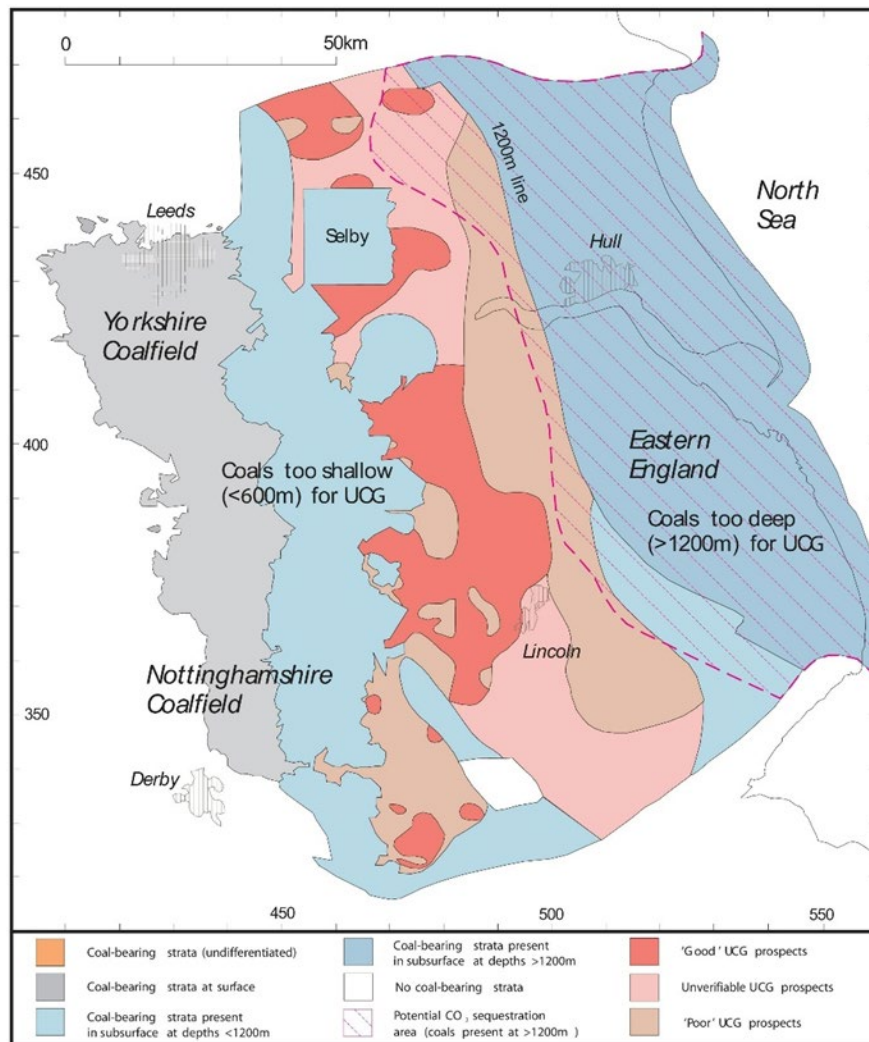 0 50km
450
400
350
450 500 550
1200m line
North
Sea
Leeds
Selby
Hull
Yorkshire
Coalfield
Eastern
England
Coals too shallow
(<600m) for UCG
Coals too deep
(>1200m) for UCG
Lincoln
Nottinghamshire
Coalfield
Derby
Coal-bearing strata (undifferentiated)
Coal-bearing strata at surface
Coal-bearing strata present
in subsurface at depths <1200m
Coal-bearing strata present
in subsurface at depths >1200m
No coal-bearing strata
Potential CO₂ sequestration
area (coals present at >1200m)
'Good' UCG prospects
Unverifiable UCG prospects
'Poor' UCG prospects